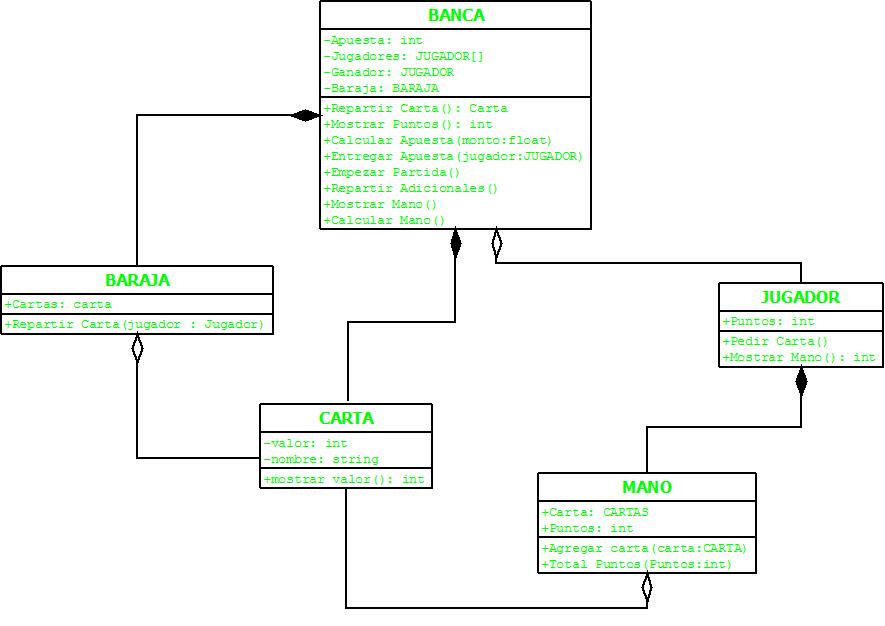 BANCA
-Apuesta: int
-Jugadores: JUGADOR[]
-Ganador: JUGADOR
-Baraja: BARAJA
+Repartir Carta(): Carta
+Mostrar Puntos(): int
+Calcular Apuesta(monto:float)
+Entregar Apuesta(jugador:JUGADOR)
+Empezar Partida()
+Repartir Adicionales()
+Mostrar Mano()
+Calcular Mano()
BARAJA
+Cartas: carta
+Repartir Carta(jugador : Jugador)
JUGADOR
+Puntos: int
+Pedir Carta()
+Mostrar Mano(): int
CARTA
-valor: int
-nombre: string
+mostrar valor(): int
MANO
+Carta: CARTAS
+Puntos: int
+Agregar carta(carta:CARTA)
+Total Puntos(Puntos:int)